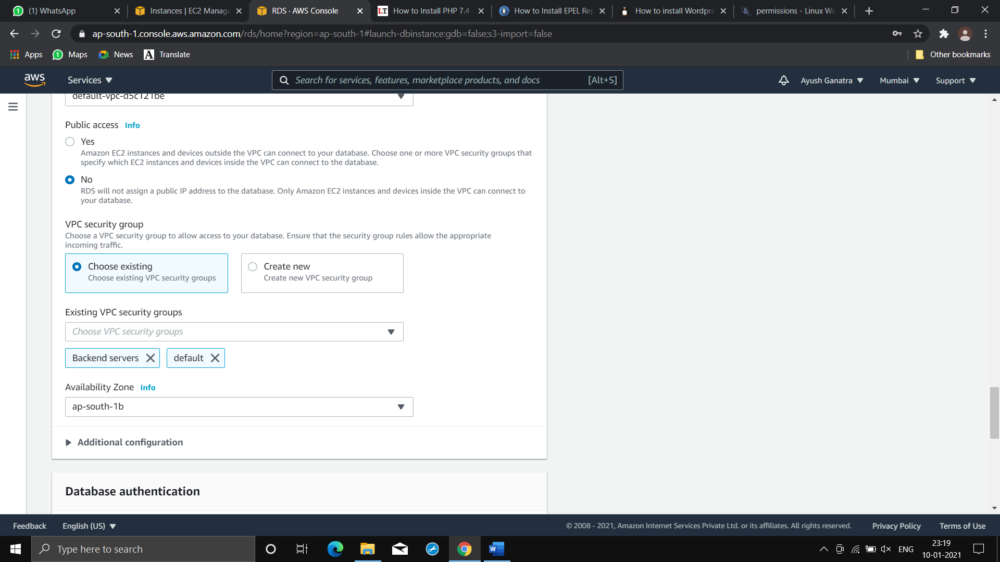 (1) WhatsApp
Instances | EC2 Manage
RDS · AWS Console
LT How to Install PHP 7.4
How to Install EPEL Rep
How to install Wordpre
permissions - Linux Wo
ap-south-1.console.aws.amazon.com/rds/home?region=ap-south-1#launch-dbinstance:gdb=false;s3-import=false
Apps Maps News A Translate Other bookmarks
aws Services Search for services, features, marketplace products, and docs [Alt+S] Ayush Ganatra Mumbai Support
default-vpc-d5c121be
Public access Info
Yes
Amazon EC2 instances and devices outside the VPC can connect to your database. Choose one or more VPC security groups that
specify which EC2 instances and devices inside the VPC can connect to the database.
No
RDS will not assign a public IP address to the database. Only Amazon EC2 instances and devices inside the VPC can connect to
your database.
VPC security group
Choose a VPC security group to allow access to your database. Ensure that the security group rules allow the appropriate
incoming traffic.
Choose existing
Choose existing VPC security groups
Create new
Create new VPC security group
Existing VPC security groups
Choose VPC security groups
Backend servers
default
Availability Zone Info
ap-south-1b
Additional configuration
Database authentication
Feedback English (US) © 2008 - 2021, Amazon Internet Services Private Ltd. or its affiliates. All rights reserved. Privacy Policy Terms of Use
Type here to search
ENG
23:19
10-01-2021